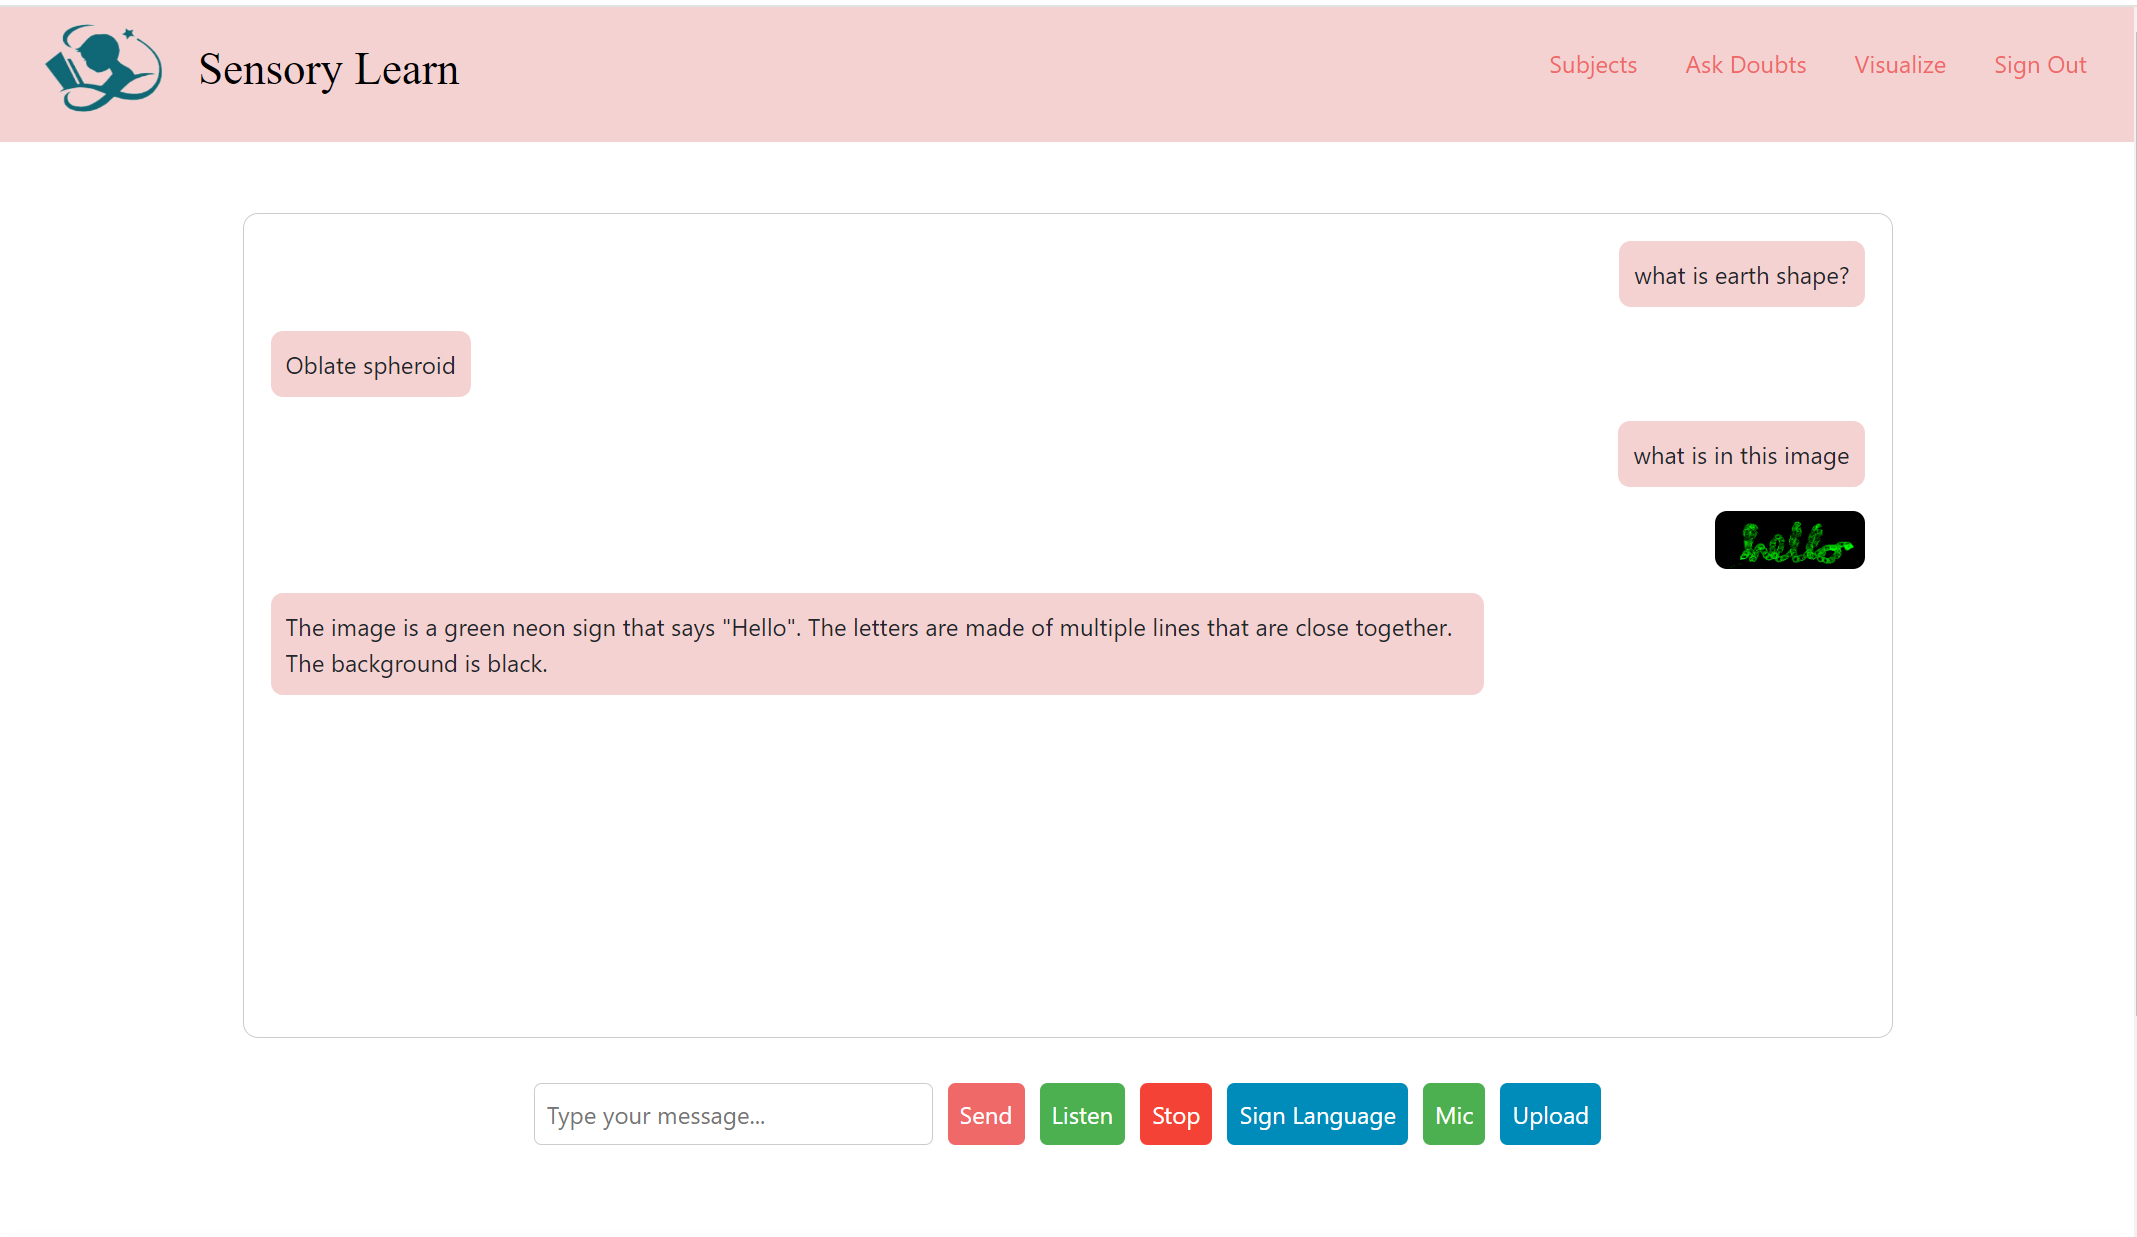 Sensory Learn
Subjects
Ask Doubts
Visualize
Sign Out
what is earth shape?
Oblate spheroid
what is in this image
hello
The image is a green neon sign that says "Hello". The letters are made of multiple lines that are close together.
The background is black.
Type your message...
Send
Listen
Stop
Sign Language
Mic
Upload